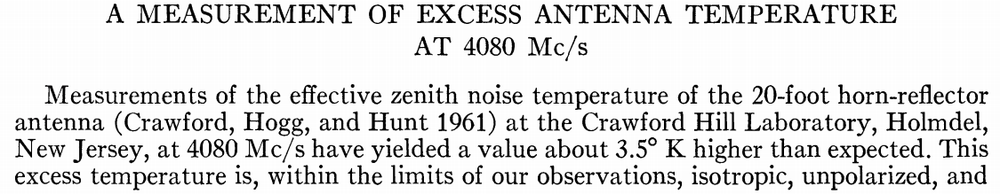 A MEASUREMENT OF EXCESS ANTENNA TEMPERATURE
AT 4080 Mc/s
Measurements of the effective zenith noise temperature of the 20-foot horn-reflector
antenna (Crawford, Hogg, and Hunt 1961) at the Crawford Hill Laboratory, Holmdel,
New Jersey, at 4080 Mc/s have yielded a value about 3.5° K higher than expected. This
excess temperature is, within the limits of our observations, isotropic, unpolarized, and